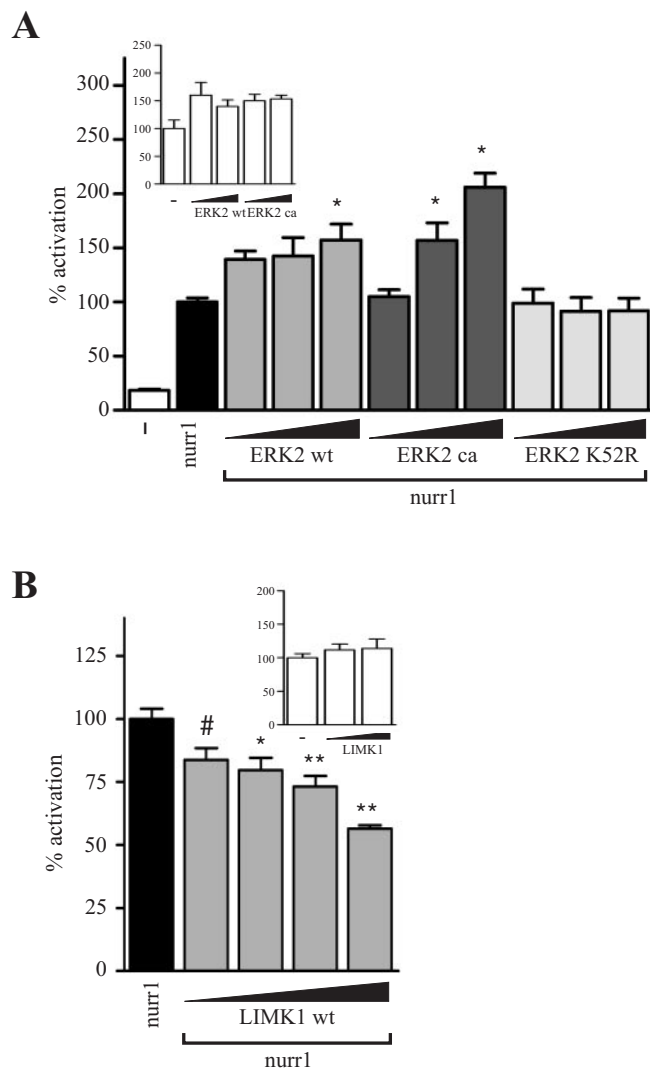 A
300
250
200
150
100
50
0
% activation
250
200
150
100
50
0
-
ERK2 wt ERK2 ca
* * *
- nurr1
ERK2 wt ERK2 ca ERK2 K52R
nurr1
B
125
100
75
50
25
0
% activation
200
150
100
50
0
-
LIMK1
# * ** **
nurr1
LIMK1 wt
nurr1